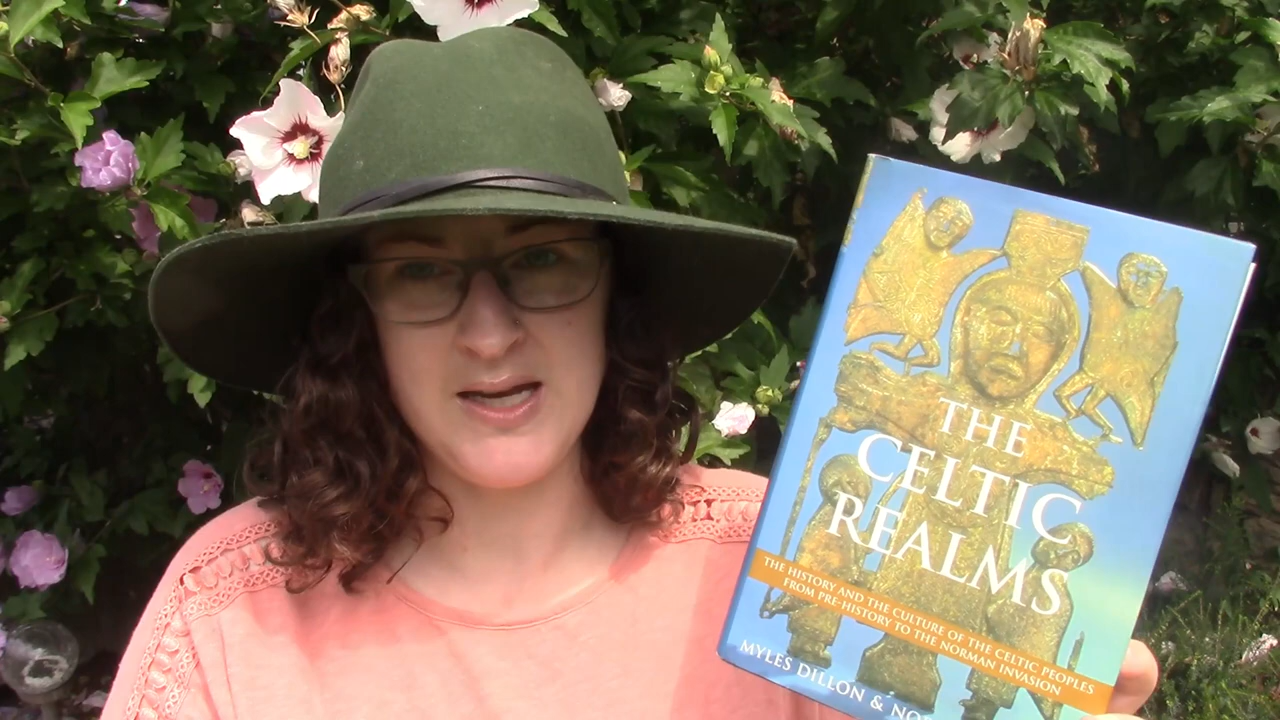 THE
CELTIC
REALMS
THE HISTORY AND THE CULTURE OF THE CELTIC PEOPLES
FROM PRE-HISTORY TO THE NORMAN INVASION
MYLES DILLON &